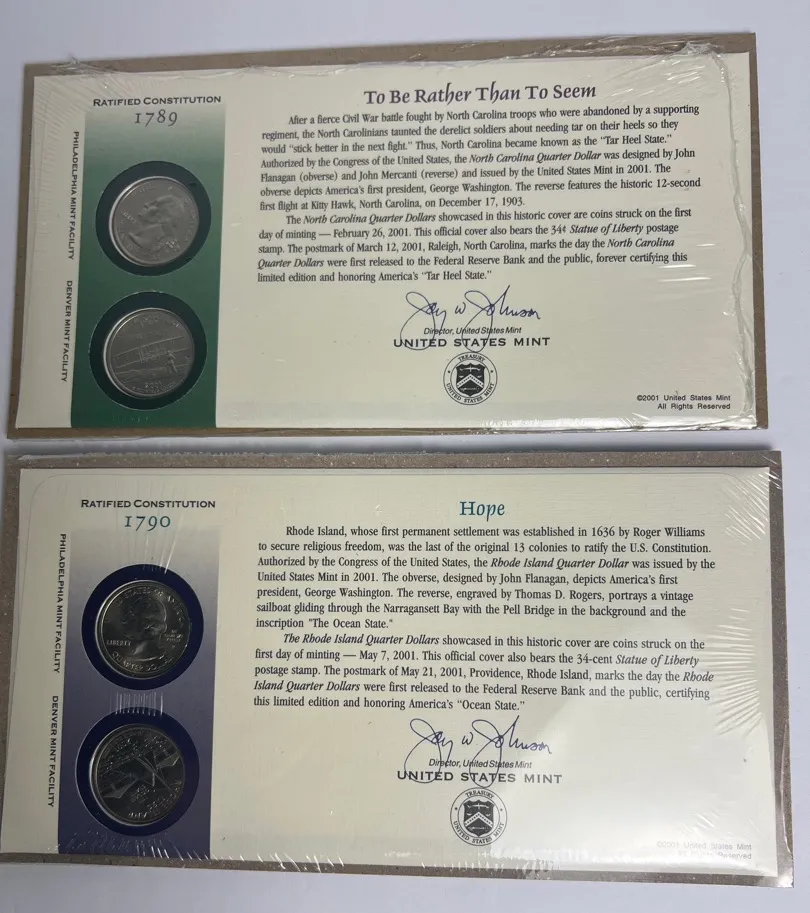 RATIFIED CONSTITUTION
1789
PHILADELPHIA MINT FACILITY
DENVER MINT FACILITY
To Be Rather Than To Seem
After a fierce Civil War battle fought by North Carolina troops who were abandoned by a supporting
regiment, the North Carolinians taunted the derelict soldiers about needing tar on their heels so they
would "stick better in the next fight." Thus, North Carolina became known as the "Tar Heel State."
Authorized by the Congress of the United States, the North Carolina Quarter Dollar was designed by John
Flanagan (obverse) and John Mercanti (reverse) and issued by the United States Mint in 2001. The
obverse depicts America's first president, George Washington. The reverse features the historic 12-second
first flight at Kitty Hawk, North Carolina, on December 17, 1903.
The North Carolina Quarter Dollars showcased in this historic cover are coins struck on the first
day of minting — February 26, 2001. This official cover also bears the 34¢ Statue of Liberty postage
stamp. The postmark of March 12, 2001, Raleigh, North Carolina, marks the day the North Carolina
Quarter Dollars were first released to the Federal Reserve Bank and the public, forever certifying this
limited edition and honoring America's "Tar Heel State."
Jay W Johnson
Director, United States Mint
UNITED STATES MINT
TREASURY
UNITED STATES MINT
©2001 United States Mint
All Rights Reserved
RATIFIED CONSTITUTION
1790
PHILADELPHIA MINT FACILITY
DENVER MINT FACILITY
LIBERTY
Hope
Rhode Island, whose first permanent settlement was established in 1636 by Roger Williams
to secure religious freedom, was the last of the original 13 colonies to ratify the U.S. Constitution.
Authorized by the Congress of the United States, the Rhode Island Quarter Dollar was issued by the
United States Mint in 2001. The obverse, designed by John Flanagan, depicts America's first
president, George Washington. The reverse, engraved by Thomas D. Rogers, portrays a vintage
sailboat gliding through the Narragansett Bay with the Pell Bridge in the background and the
inscription "The Ocean State."
The Rhode Island Quarter Dollars showcased in this historic cover are coins struck on the
first day of minting — May 7, 2001. This official cover also bears the 34-cent Statue of Liberty
postage stamp. The postmark of May 21, 2001, Providence, Rhode Island, marks the day the Rhode
Island Quarter Dollars were first released to the Federal Reserve Bank and the public, certifying
this limited edition and honoring America's "Ocean State."
Jay W Johnson
Director, United States Mint
UNITED STATES MINT
TREASURY
UNITED STATES MINT
©2001 United States Mint
All Rights Reserved